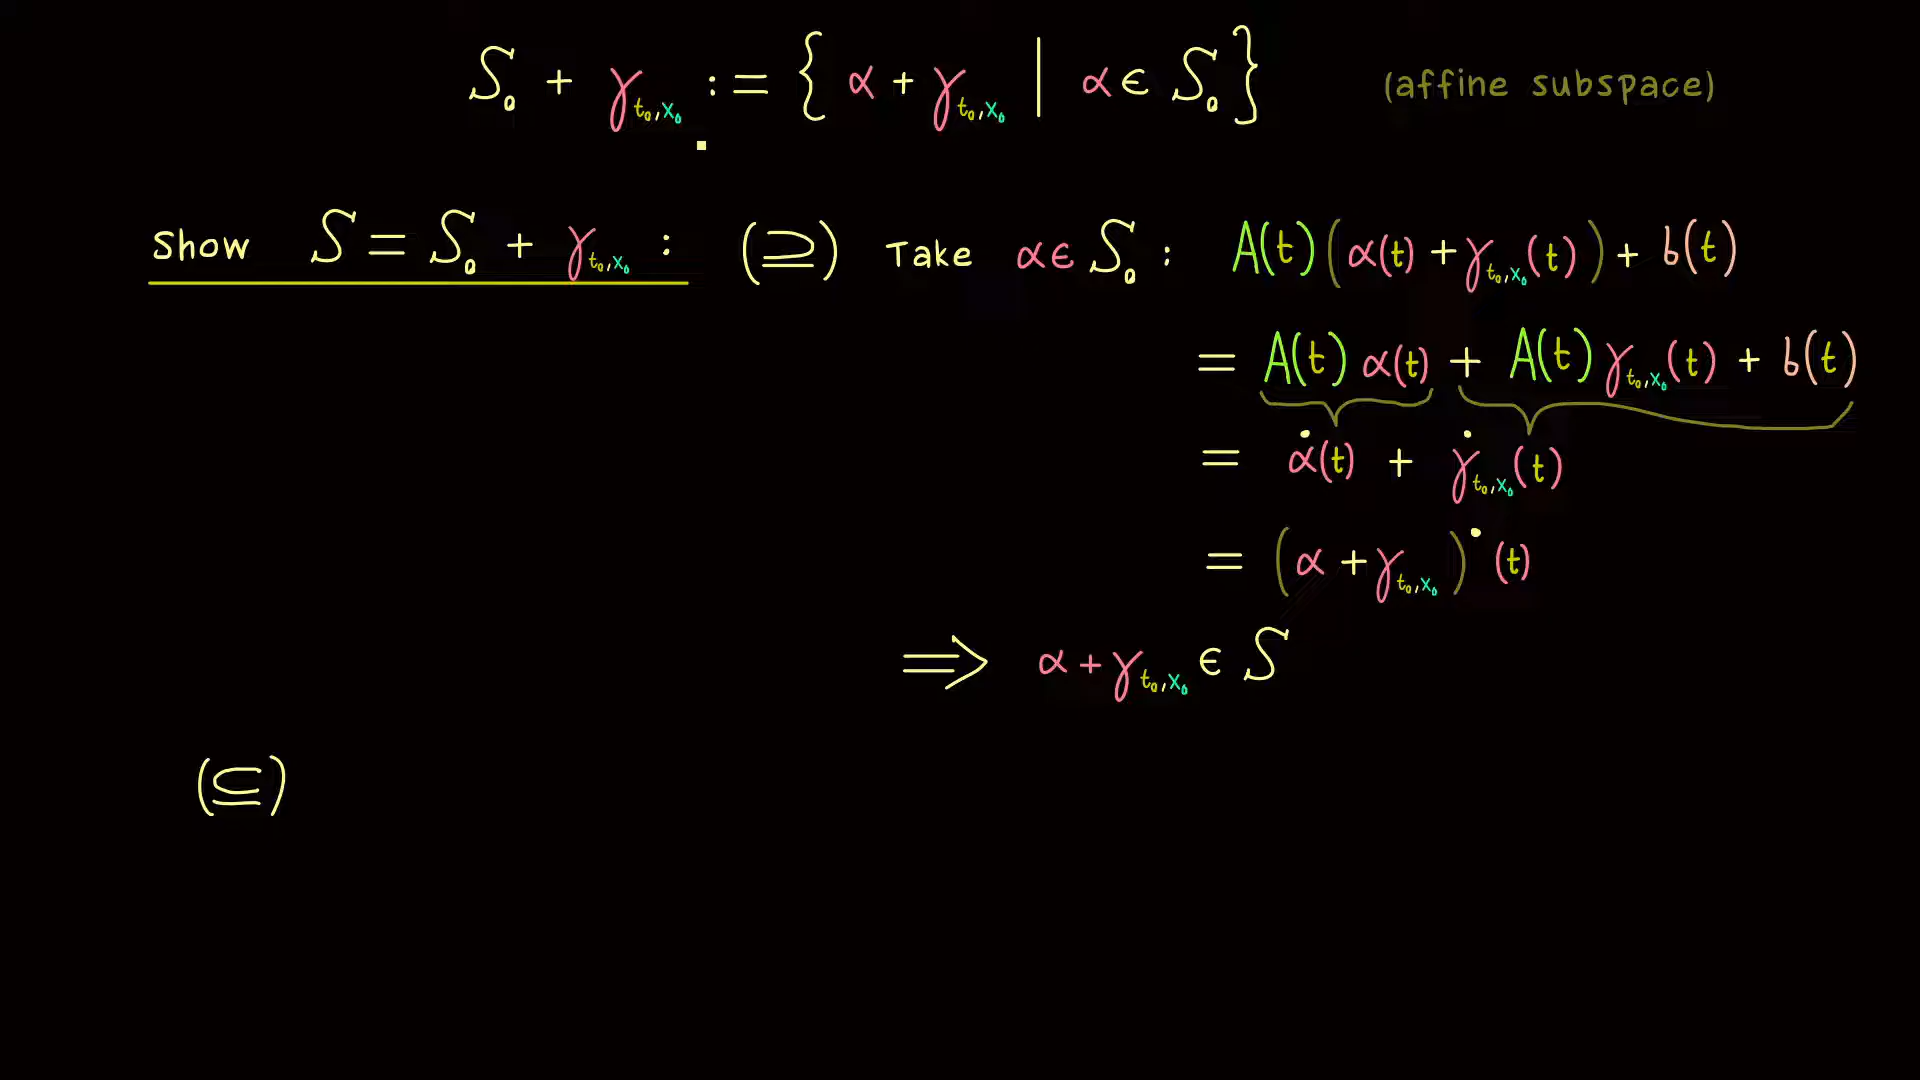 S₀ + γ_{t₀,x₀} := { α + γ_{t₀,x₀} | α ∈ S₀ } (affine subspace)
Show S = S₀ + γ_{t₀,x₀} : (⊇) Take α ∈ S₀ : A(t)(α(t) + γ_{t₀,x₀}(t)) + b(t)
= A(t) α(t) + A(t) γ_{t₀,x₀}(t) + b(t)
= α̇(t) + γ̇_{t₀,x₀}(t)
= (α + γ_{t₀,x₀})˙(t)
⟹ α + γ_{t₀,x₀} ∈ S
(⊆)